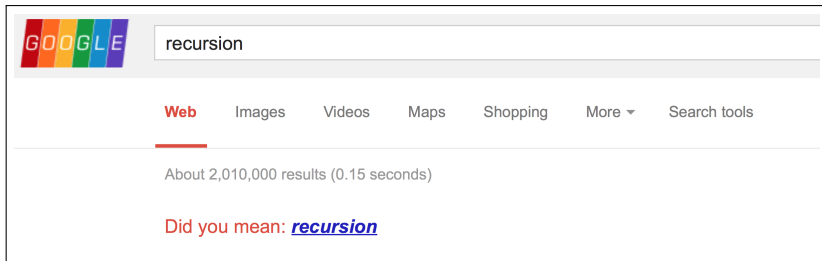 GOOGLE
recursion
Web Images Videos Maps Shopping More Search tools
About 2,010,000 results (0.15 seconds)
Did you mean: recursion